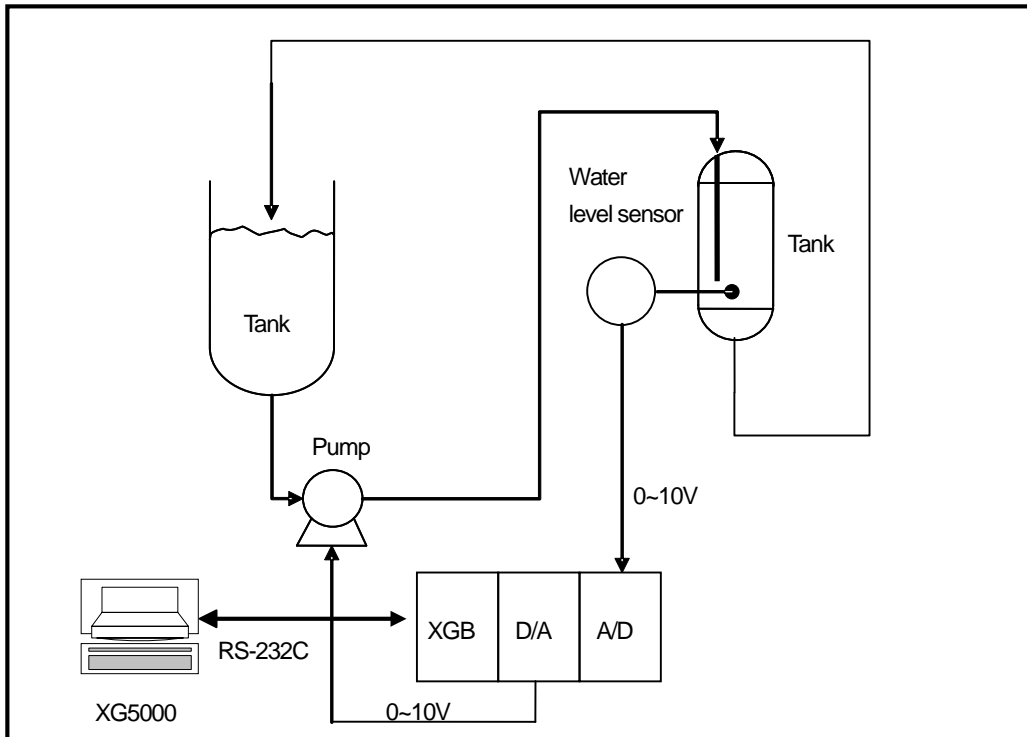 Water
level sensor
Tank
Tank
Pump
0~10V
XGB
D/A
A/D
RS-232C
XG5000
0~10V